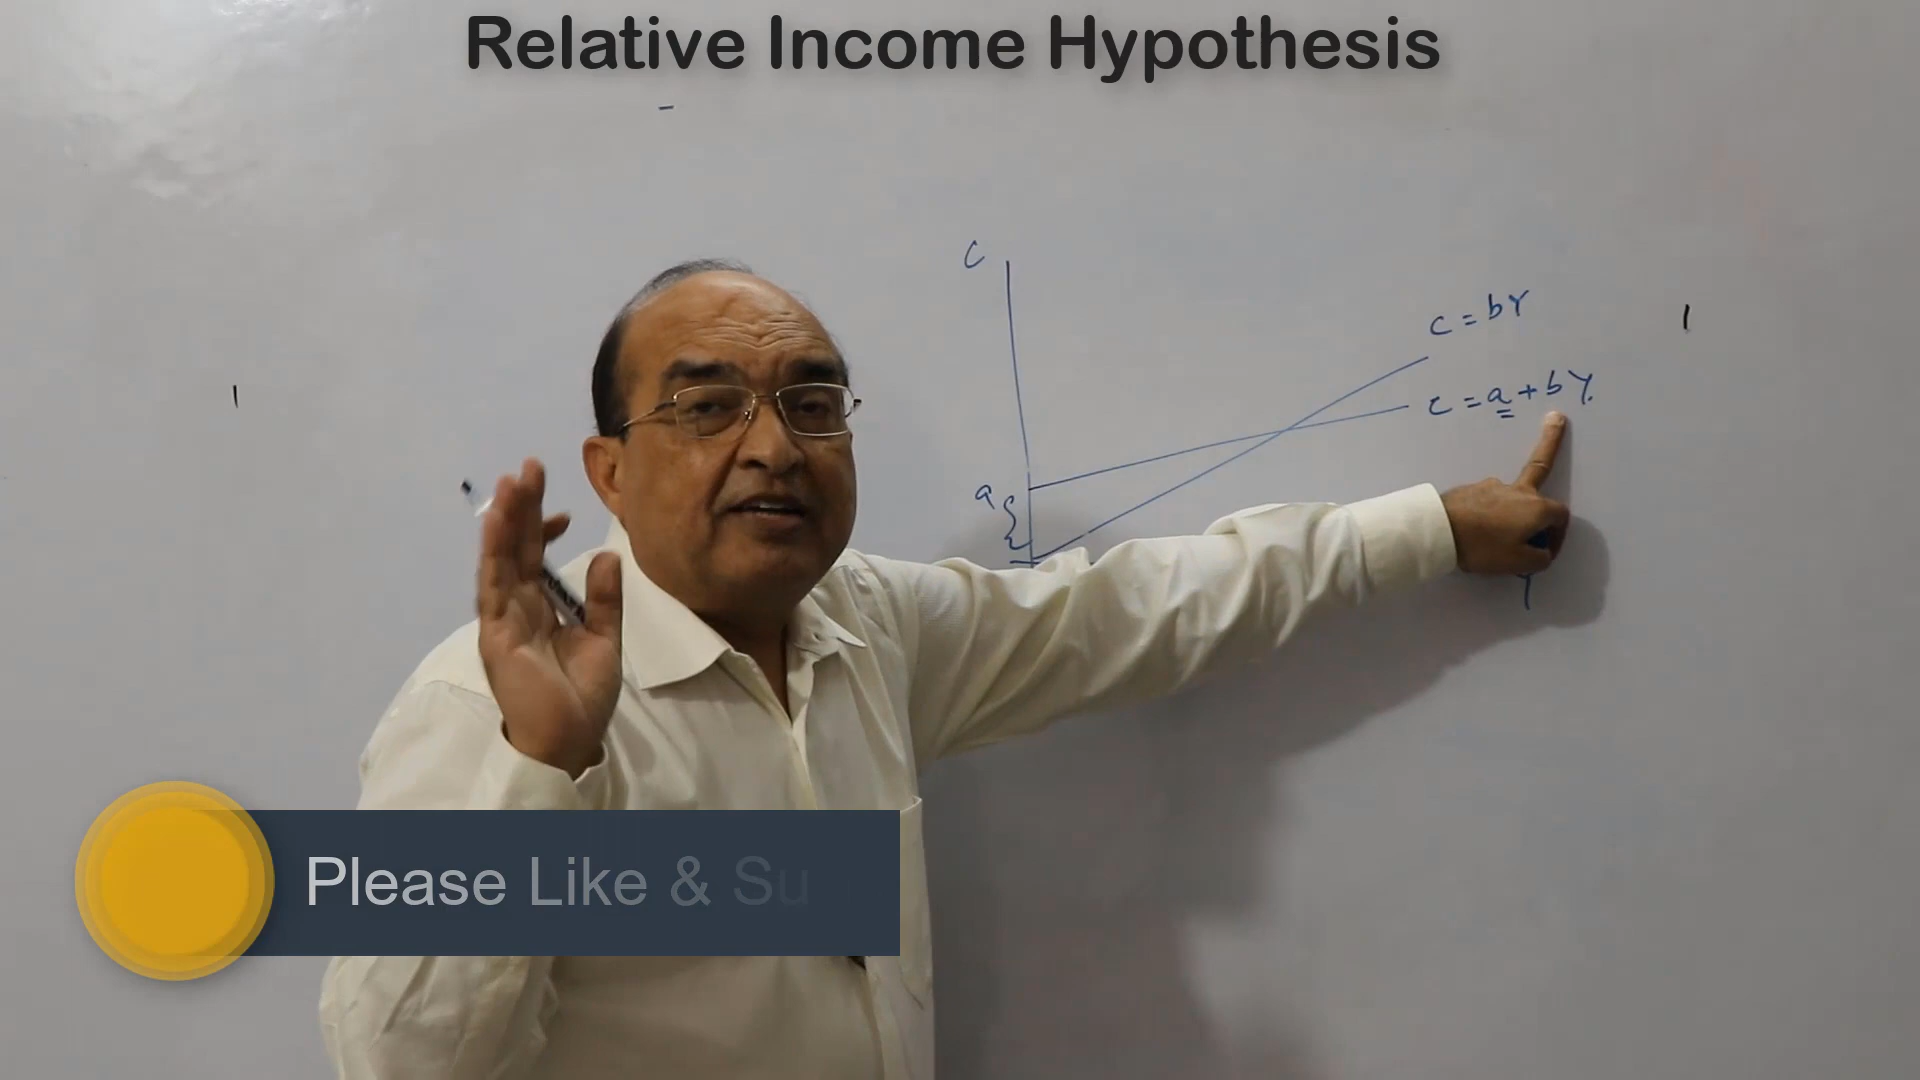 Relative Income Hypothesis
C
C = bY
C = a + bY
a
Y
Please Like & Su